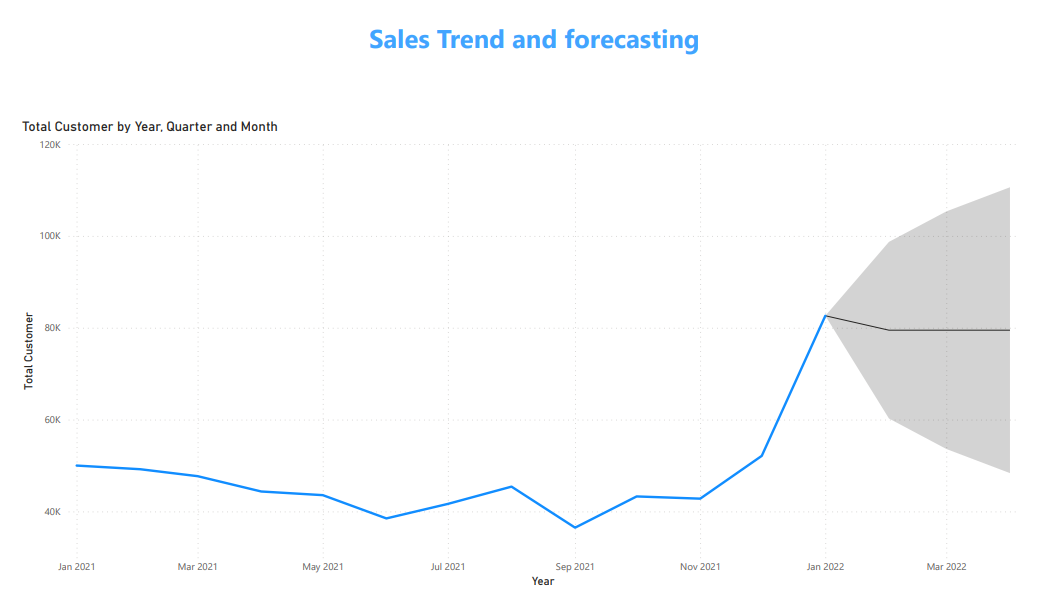 Sales Trend and forecasting
Total Customer by Year, Quarter and Month
120K
100K
80K
60K
40K
Total Customer
Jan 2021 Mar 2021 May 2021 Jul 2021 Sep 2021 Nov 2021 Jan 2022 Mar 2022
Year